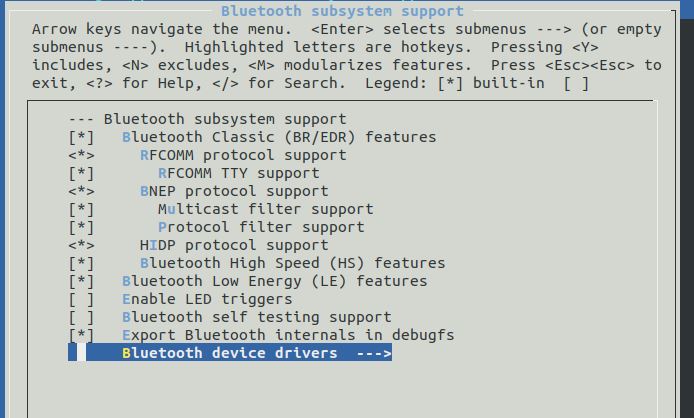 Bluetooth subsystem support
Arrow keys navigate the menu.  <Enter> selects submenus ---> (or empty
submenus ----).  Highlighted letters are hotkeys.  Pressing <Y>
includes, <N> excludes, <M> modularizes features.  Press <Esc><Esc> to
exit, <?> for Help, </> for Search.  Legend: [*] built-in  [ ]
--- Bluetooth subsystem support
[*]   Bluetooth Classic (BR/EDR) features
<*>     RFCOMM protocol support
[*]       RFCOMM TTY support
<*>     BNEP protocol support
[*]       Multicast filter support
[*]       Protocol filter support
<*>     HIDP protocol support
[*]     Bluetooth High Speed (HS) features
[*]   Bluetooth Low Energy (LE) features
[ ]   Enable LED triggers
[ ]   Bluetooth self testing support
[*]   Export Bluetooth internals in debugfs
Bluetooth device drivers  --->